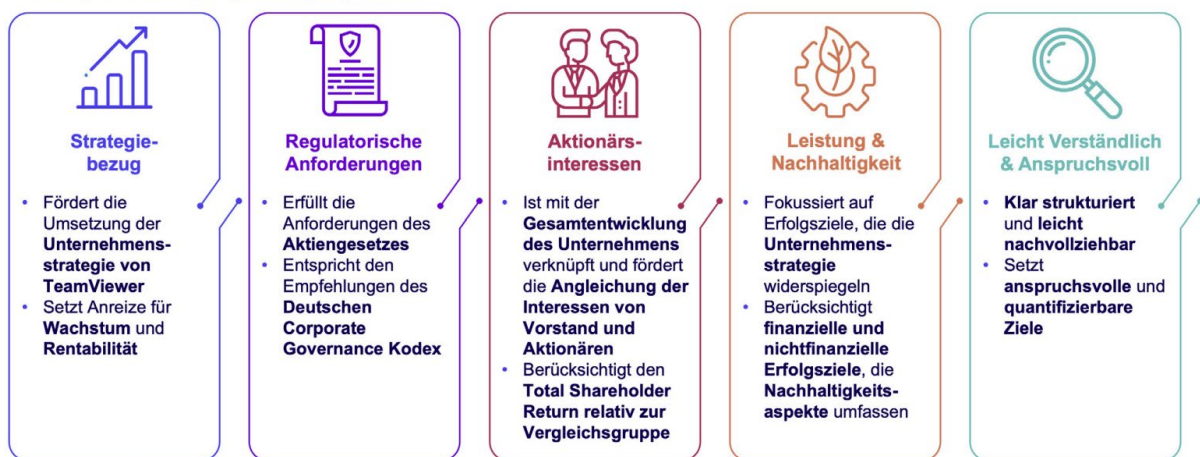 Strategie-
bezug
• Fördert die
Umsetzung der
Unternehmens-
strategie von
TeamViewer
• Setzt Anreize für
Wachstum und
Rentabilität
Regulatorische
Anforderungen
• Erfüllt die
Anforderungen des
Aktiengesetzes
• Entspricht den
Empfehlungen des
Deutschen
Corporate
Governance Kodex
Aktionärs-
interessen
• Ist mit der
Gesamtentwicklung
des Unternehmens
verknüpft und fördert
die Angleichung der
Interessen von
Vorstand und
Aktionären
• Berücksichtigt den
Total Shareholder
Return relativ zur
Vergleichsgruppe
Leistung &
Nachhaltigkeit
• Fokussiert auf
Erfolgsziele, die die
Unternehmens-
strategie
widerspiegeln
• Berücksichtigt
finanzielle und
nichtfinanzielle
Erfolgsziele, die
Nachhaltigkeits-
aspekte umfassen
Leicht Verständlich
& Anspruchsvoll
• Klar strukturiert
und leicht
nachvollziehbar
• Setzt
anspruchsvolle und
quantifizierbare
Ziele